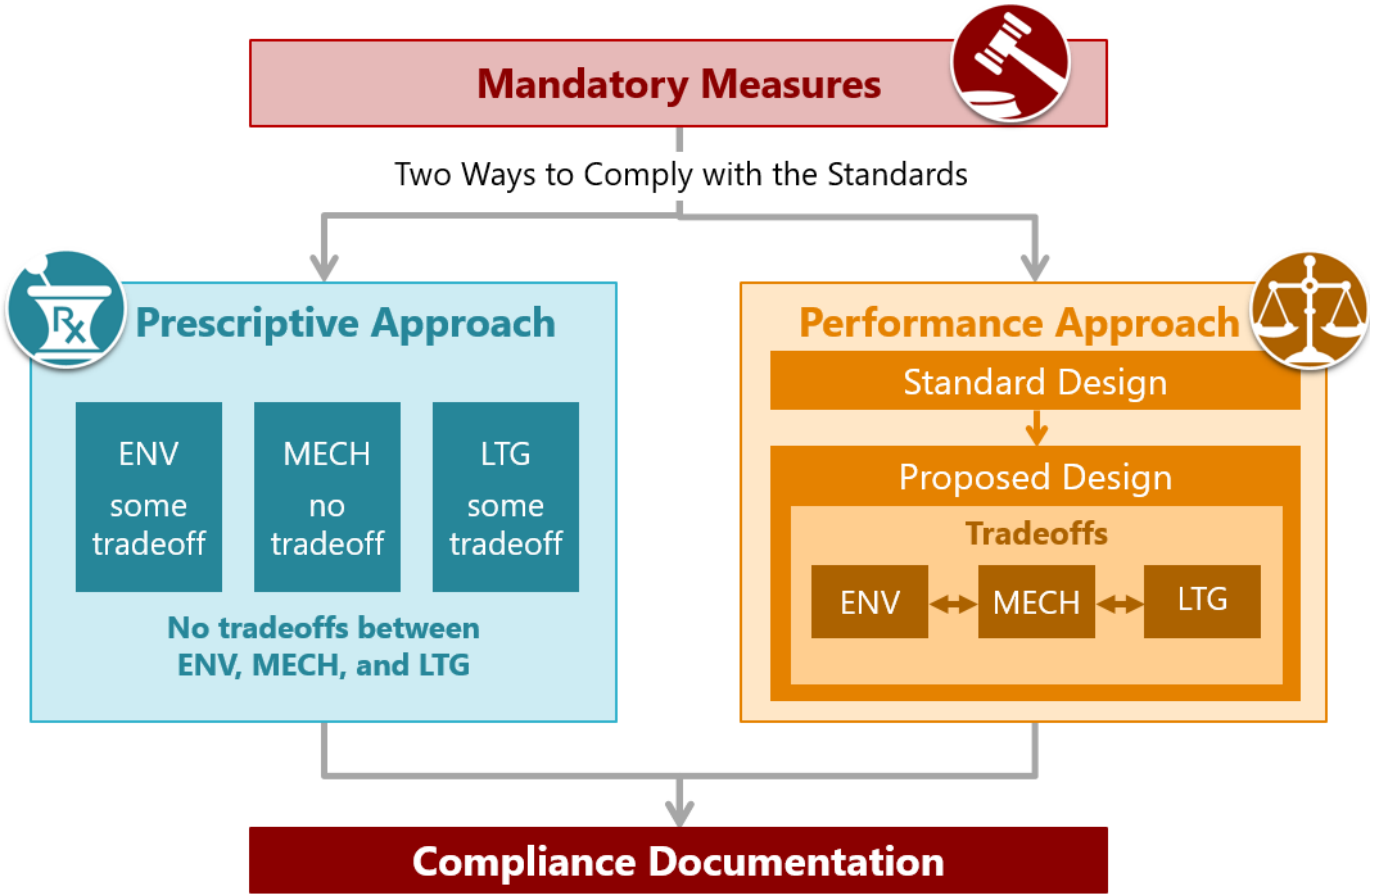 Mandatory Measures
Two Ways to Comply with the Standards
Rx
Prescriptive Approach
ENV
some
tradeoff
MECH
no
tradeoff
LTG
some
tradeoff
No tradeoffs between
ENV, MECH, and LTG
Performance Approach
Standard Design
Proposed Design
Tradeoffs
ENV
MECH
LTG
Compliance Documentation